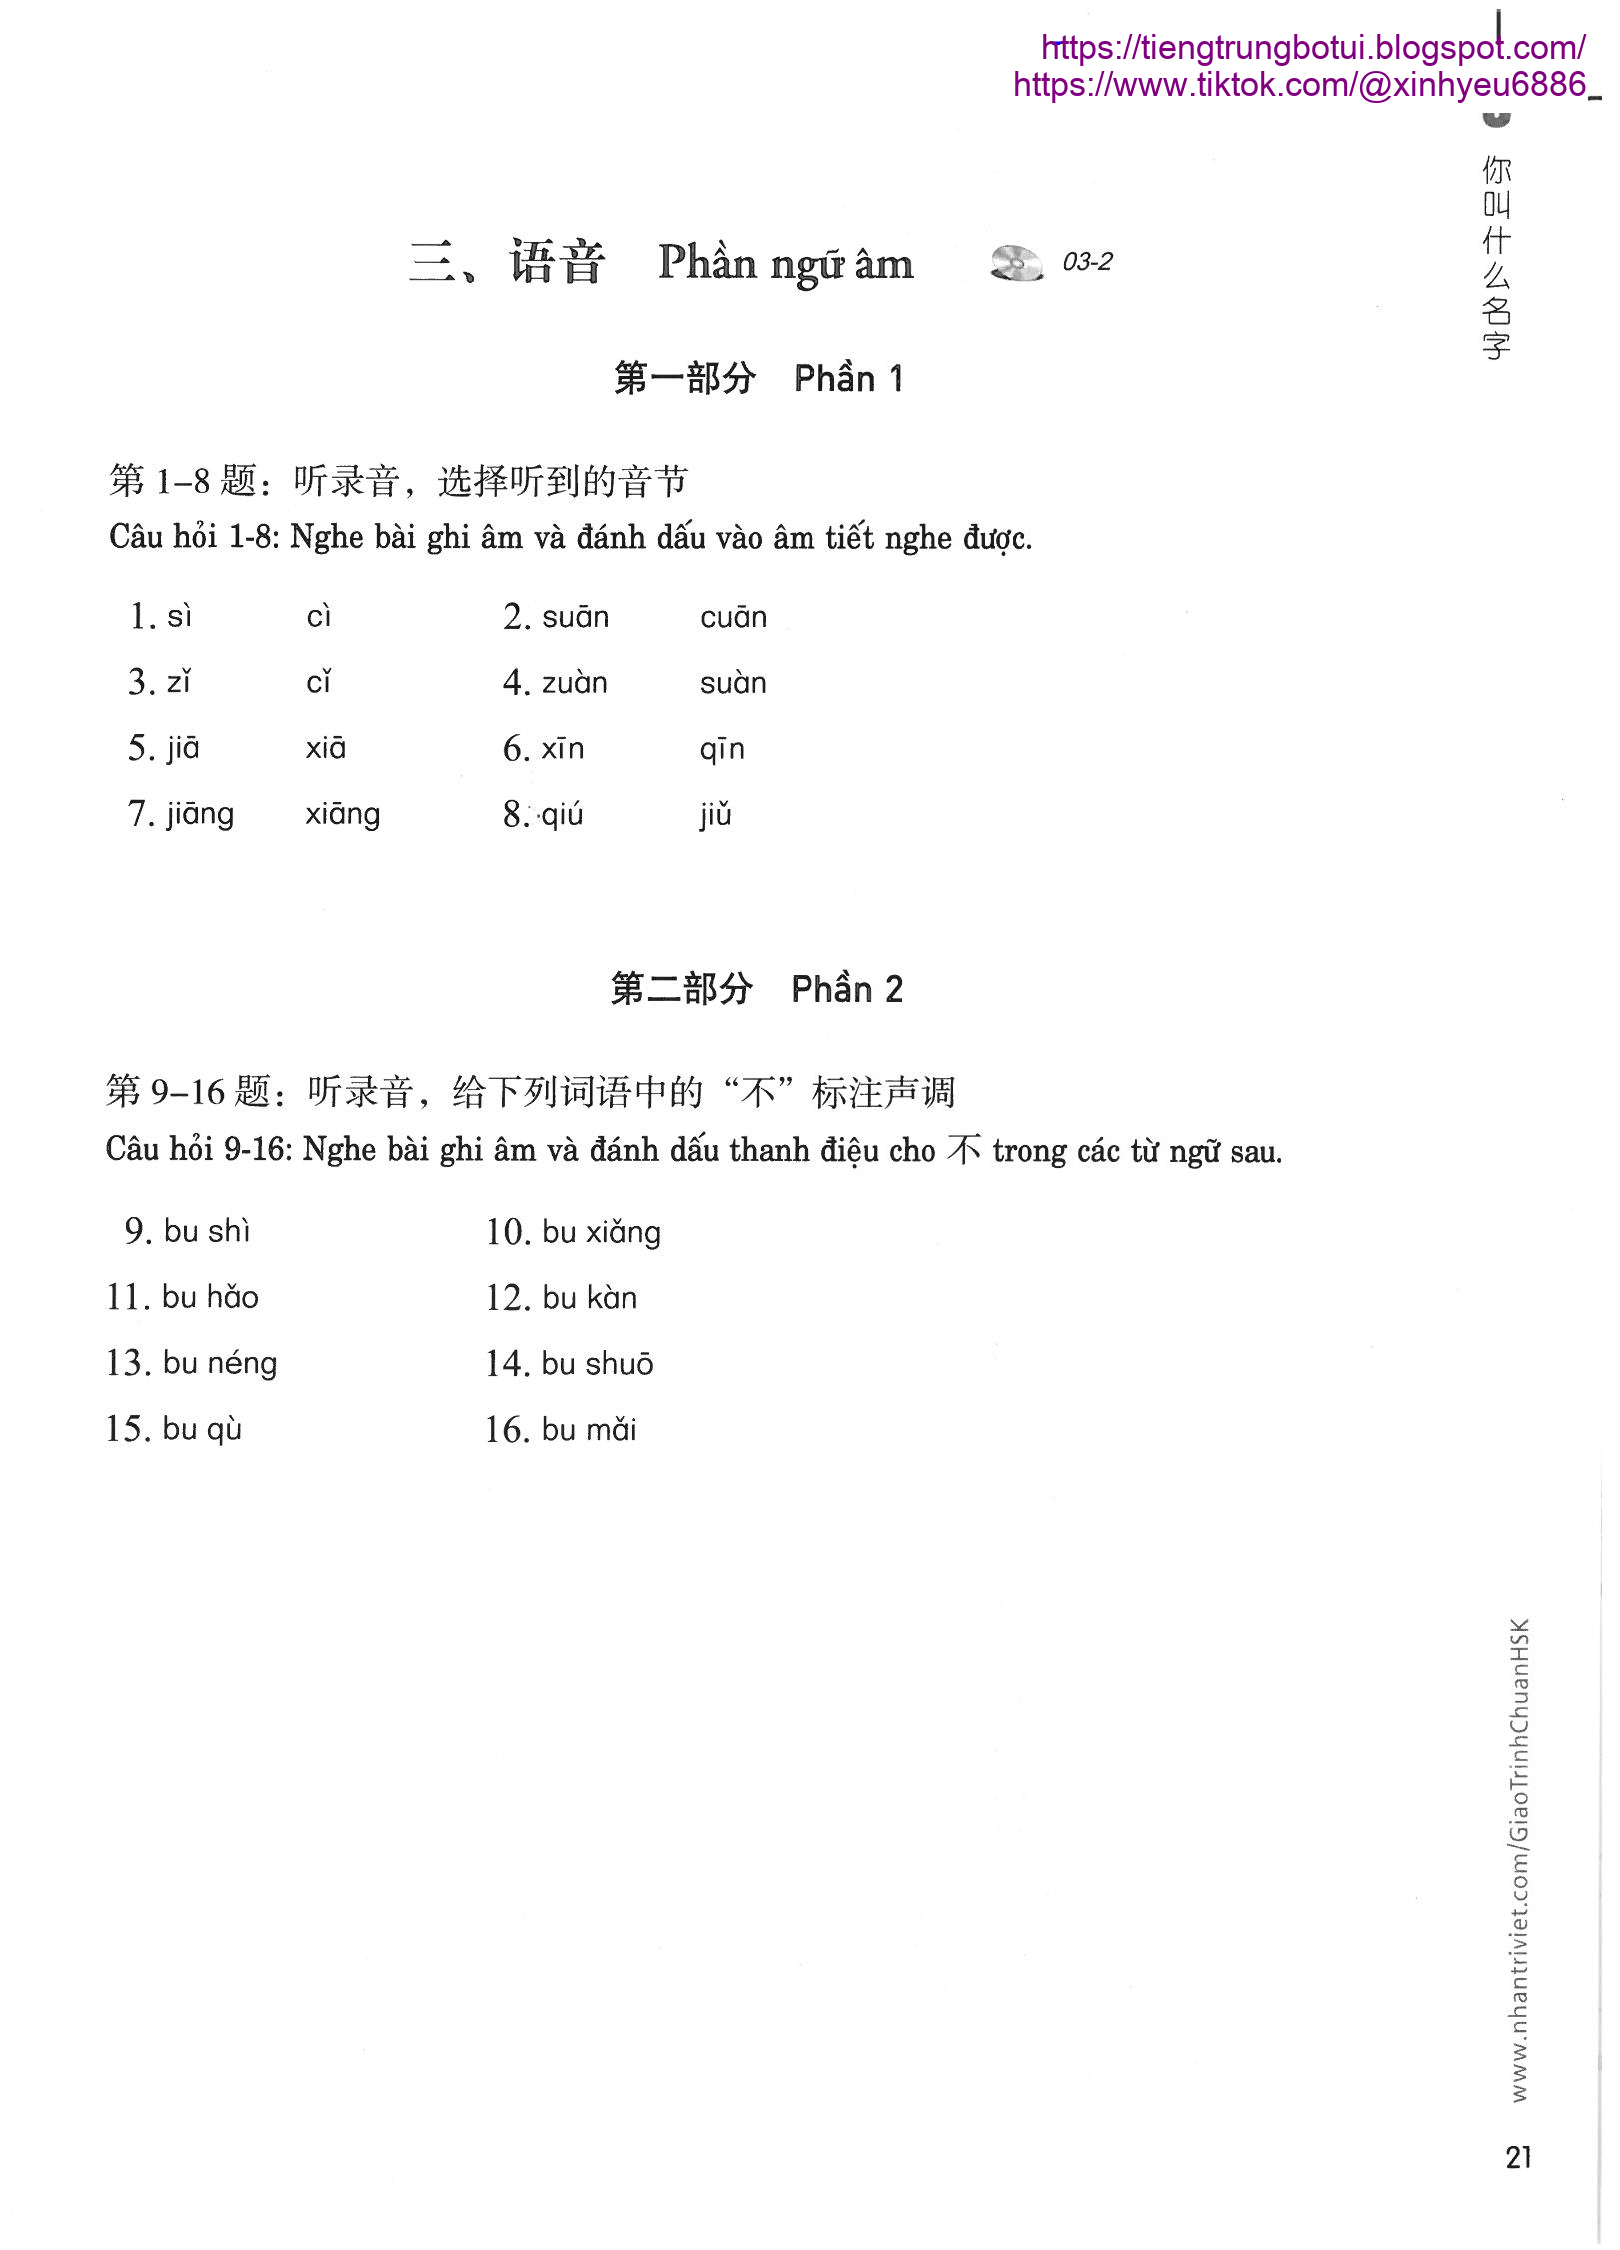 https://tiengtrungbotui.blogspot.com/
https://www.tiktok.com/@xinhyeu6886
你叫什么名字
三、语音 Phần ngữ âm 03-2
第一部分 Phần 1
第 1–8 题：听录音，选择听到的音节
Câu hỏi 1-8: Nghe bài ghi âm và đánh dấu vào âm tiết nghe được.
1. sì cì 2. suān cuān
3. zǐ cǐ 4. zuàn suàn
5. jiā xiā 6. xīn qīn
7. jiāng xiāng 8. qiú jiǔ
第二部分 Phần 2
第 9–16 题：听录音，给下列词语中的“不”标注声调
Câu hỏi 9-16: Nghe bài ghi âm và đánh dấu thanh điệu cho 不 trong các từ ngữ sau.
9. bu shì 10. bu xiǎng
11. bu hǎo 12. bu kàn
13. bu néng 14. bu shuō
15. bu qù 16. bu mǎi
www.nhantriviet.com/GiaoTrinhChuanHSK
21